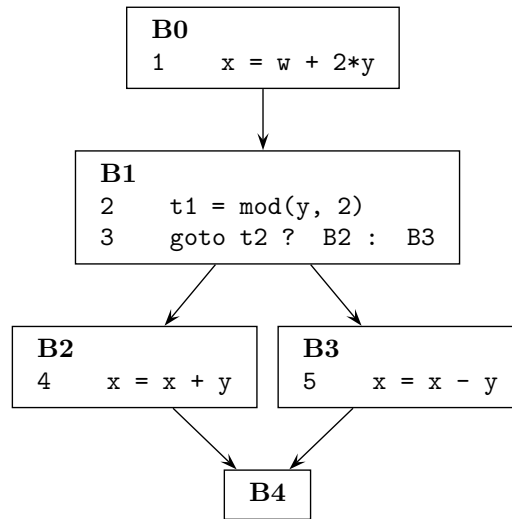 B0
1 x = w + 2*y
B1
2 t1 = mod(y, 2)
3 goto t2 ? B2 : B3
B2
4 x = x + y
B3
5 x = x - y
B4